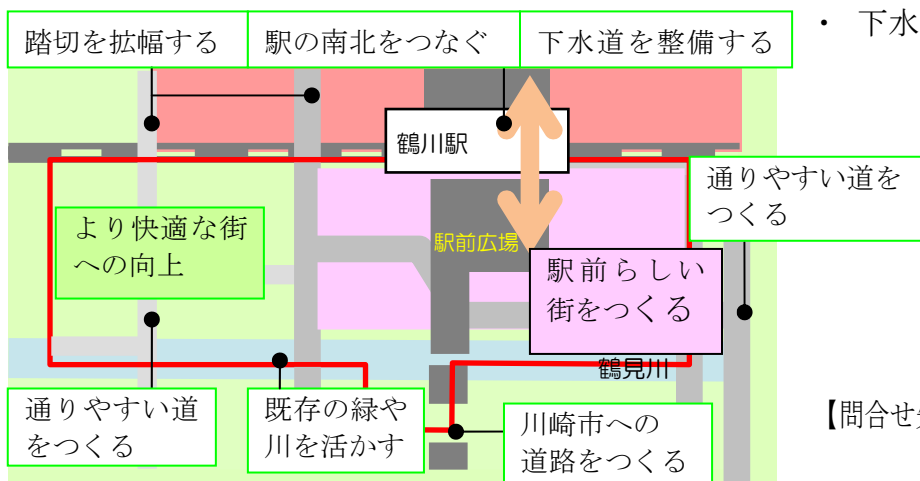 踏切を拡幅する
駅の南北をつなぐ
下水道を整備する
・ 下水
鶴川駅
通りやすい道を
つくる
より快適な街
への向上
駅前広場
駅前らしい
街をつくる
鶴見川
通りやすい道
をつくる
既存の緑や
川を活かす
川崎市への
道路をつくる
【問合せ先